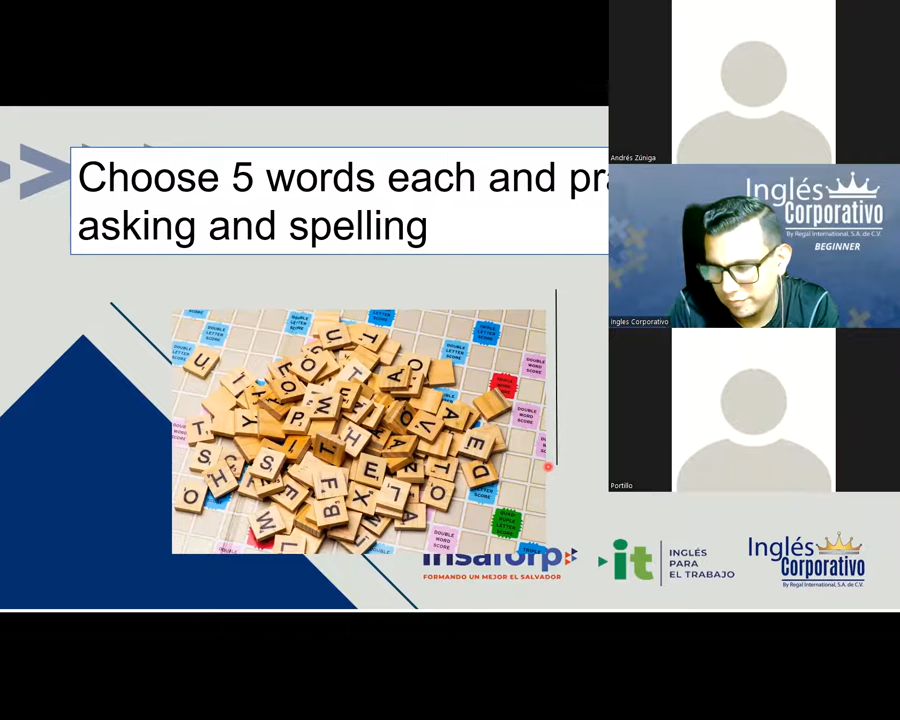 Choose 5 words each and
asking and spelling
Andrés Zúniga
Inglés
Corporativo
By Regal International, S.A. de C.V.
BEGINNER
Ingles Corporativo
Portillo
insaforp
FORMANDO UN MEJOR EL SALVADOR
it
INGLÉS
PARA
EL TRABAJO
Inglés
Corporativo
By Regal International, S.A. de C.V.